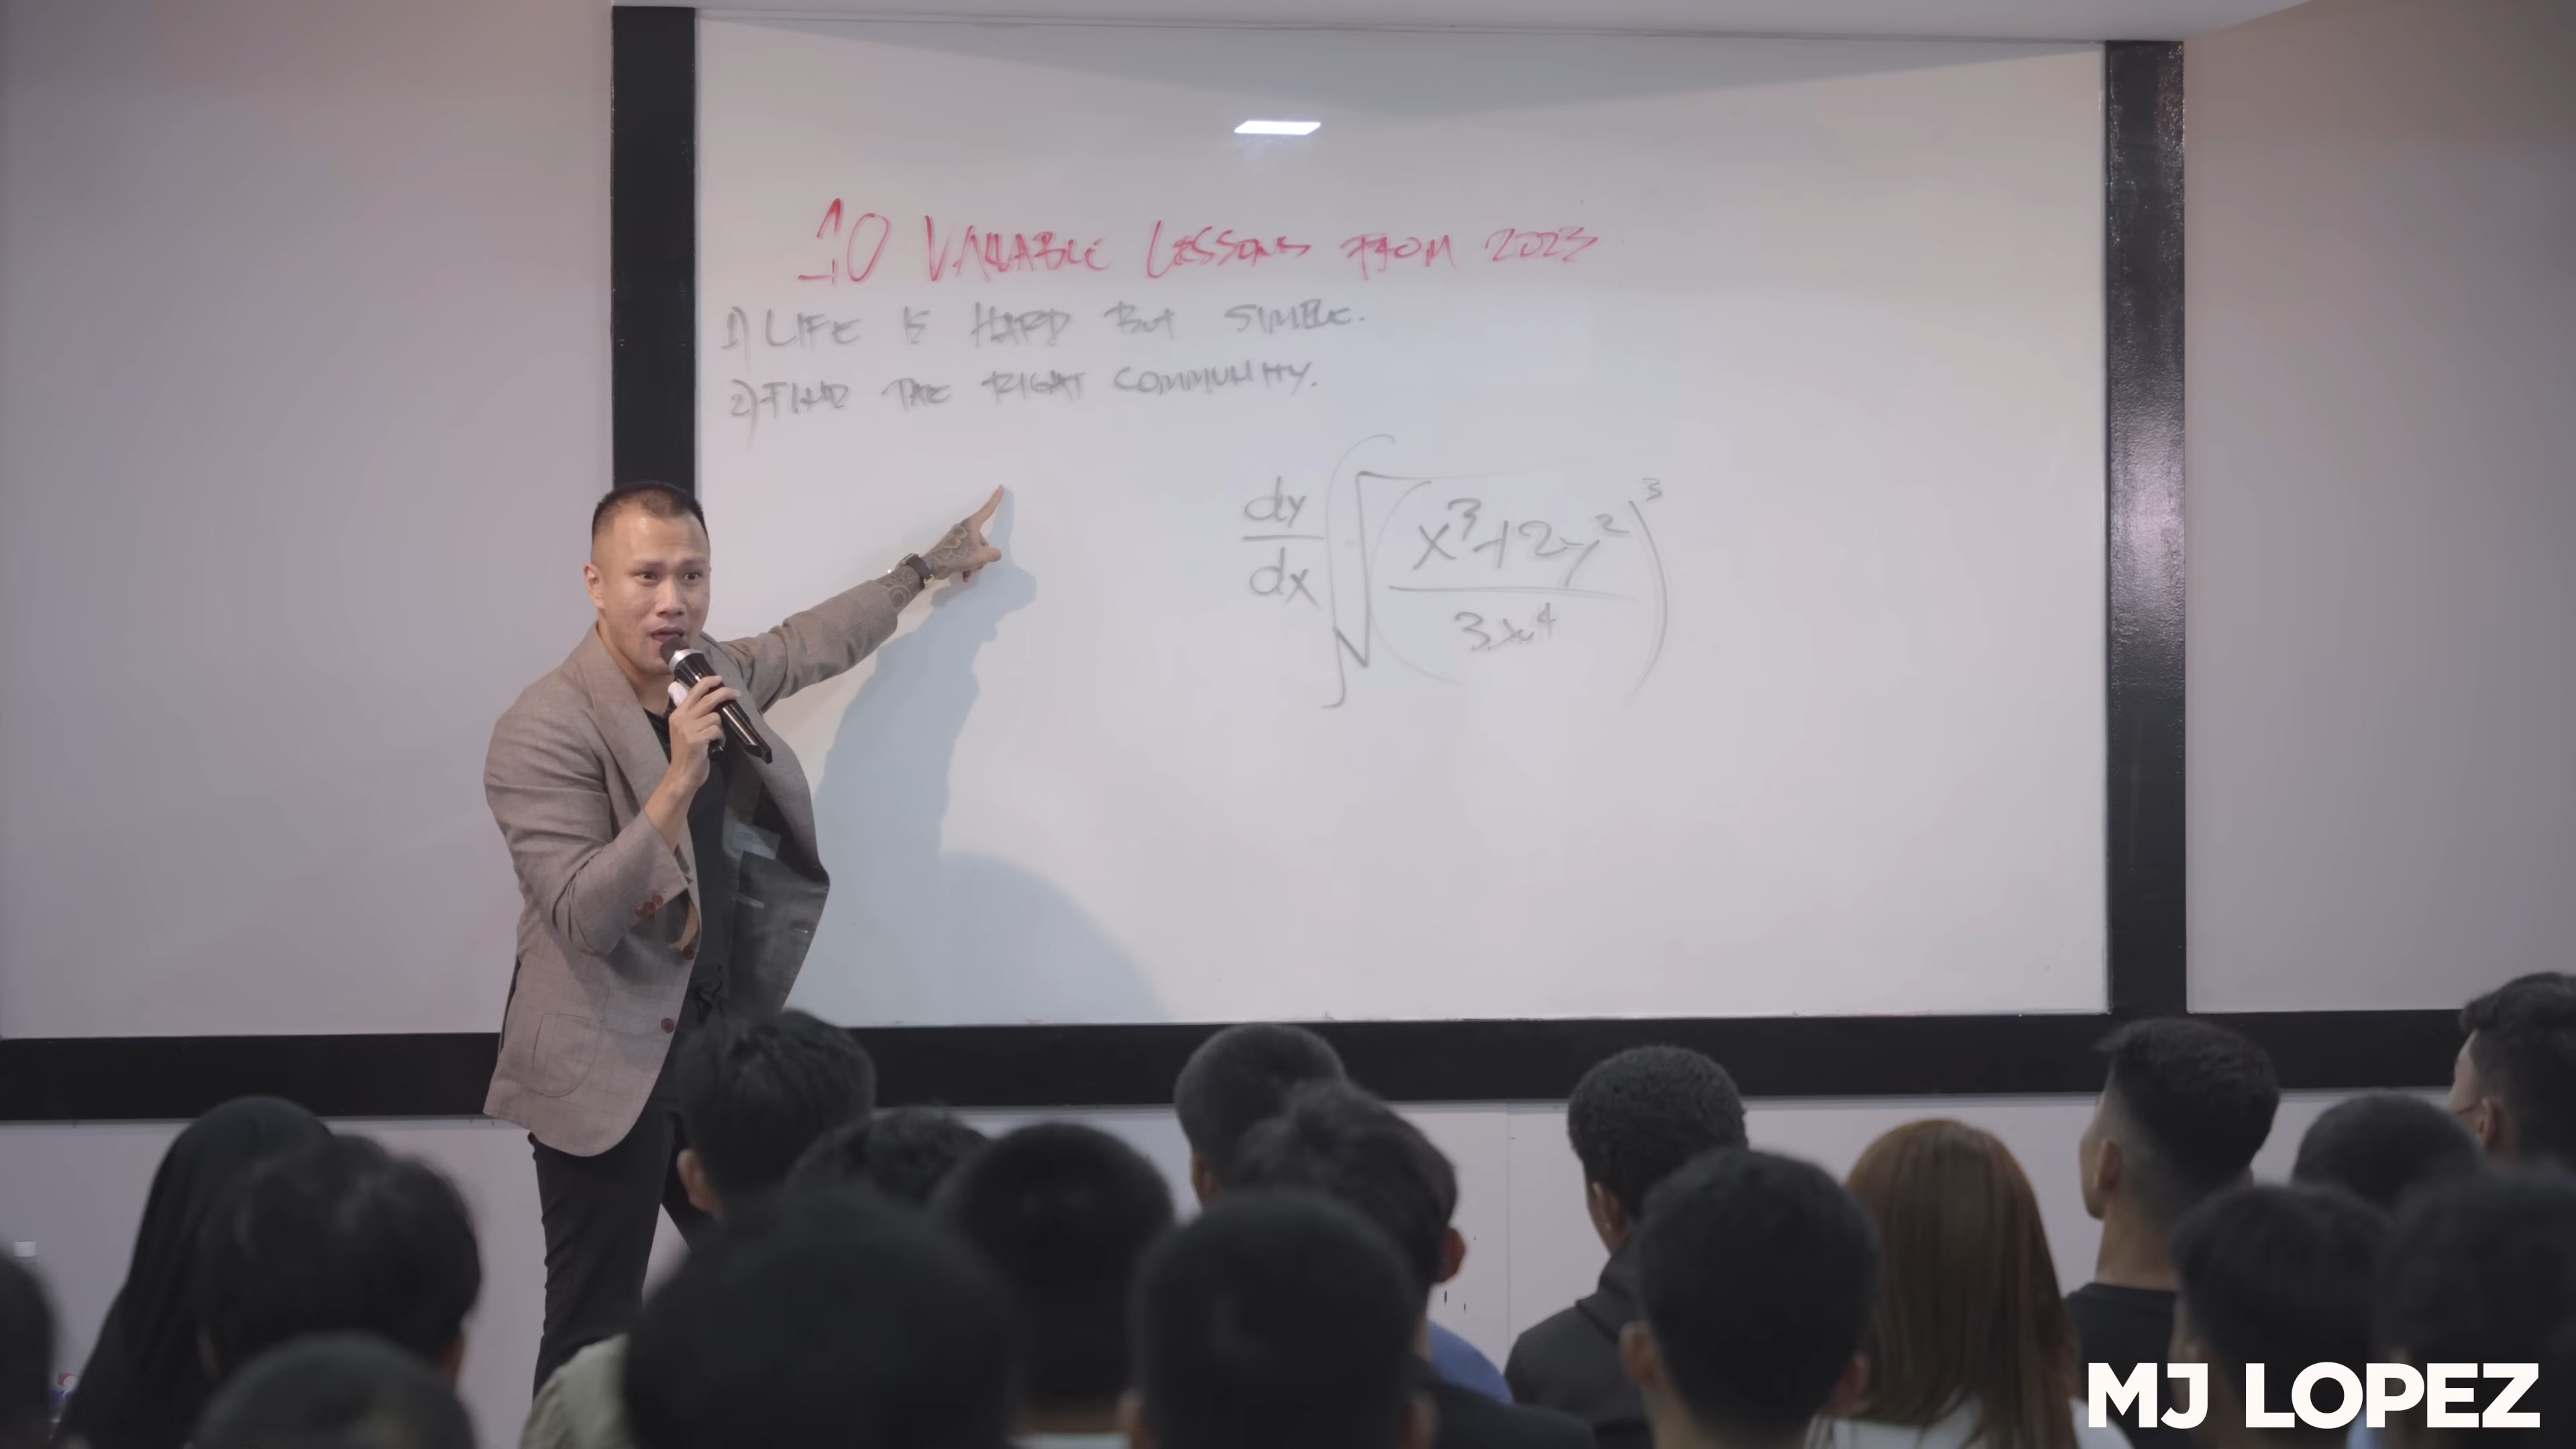 10 VALUABLE LESSONS FROM 2023
1) LIFE IS HARD BUT SIMPLE.
2) FIND THE RIGHT COMMUNITY.
dy/dx ∫ √((x³+2y²)/(3x⁴))³
MJ LOPEZ